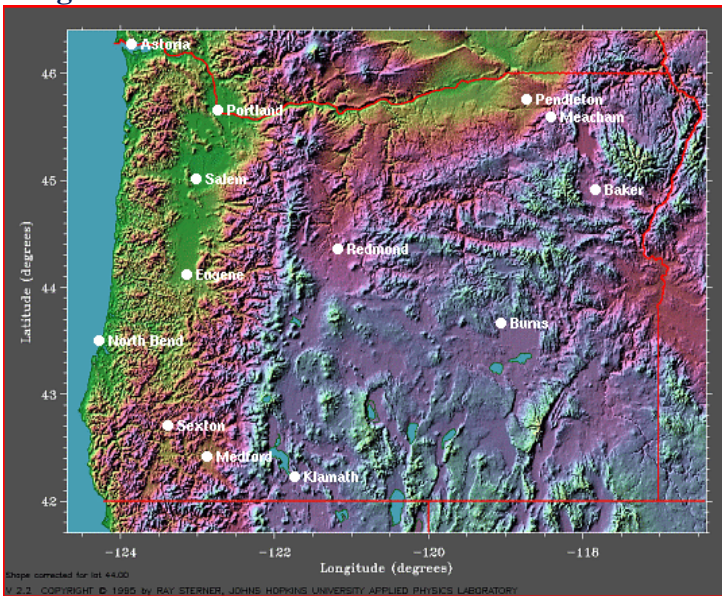 Astoria
46
Pendleton
Portland
Meacham
45
Salem
Baker
Redmond
44
Eugene
Burns
North Bend
43
Sexton
Medford
Klamath
42
Latitude (degrees)
-124
-122
-120
-118
Longitude (degrees)
Shape corrected for lat 44.00
V 2.2 COPYRIGHT © 1995 by RAY STERNER, JOHNS HOPKINS UNIVERSITY APPLIED PHYSICS LABORATORY